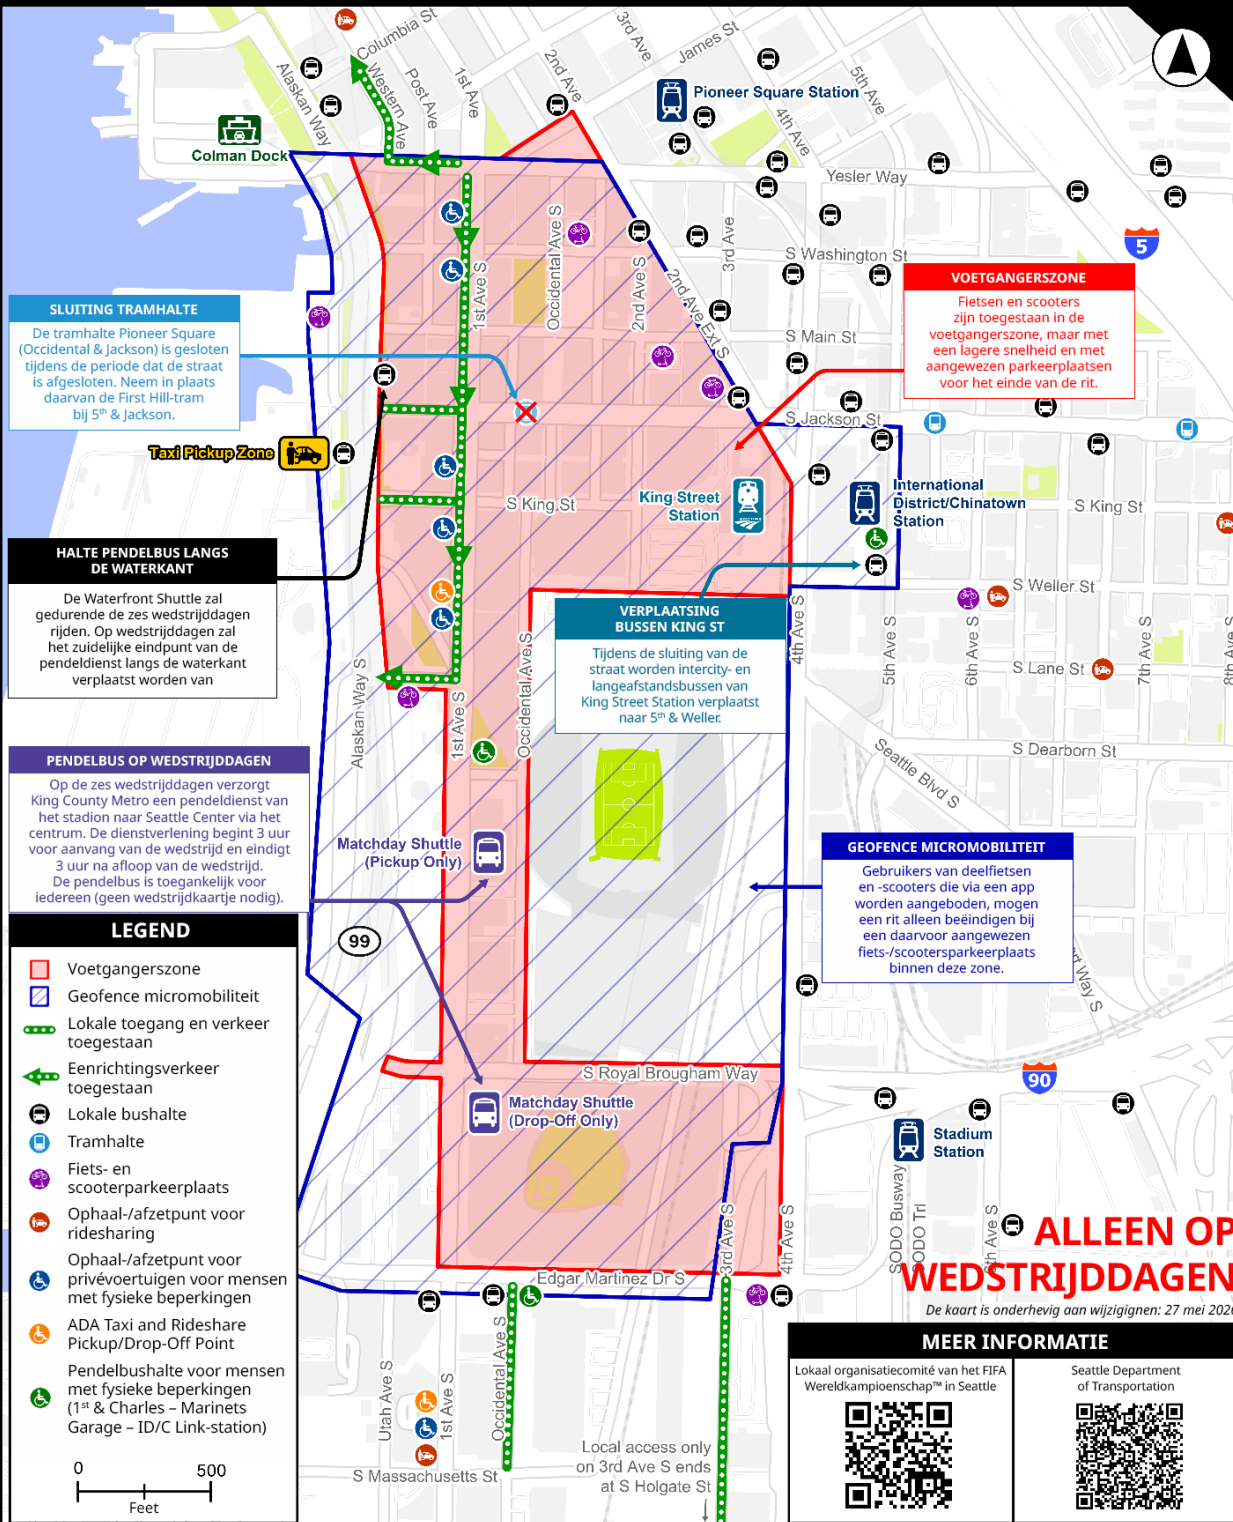 Columbia St
3rd Ave
James St
2nd Ave
Alaskan Way
Western Ave
Post Ave
1st Ave
5th Ave
4th Ave
Pioneer Square Station
Colman Dock
Yesler Way
5
S Washington St
3rd Ave
Occidental Ave S
2nd Ave S
2nd Ave Ext S
1st Ave S
S Main St
S Jackson St
SLUITING TRAMHALTE
De tramhalte Pioneer Square
(Occidental & Jackson) is gesloten
tijdens de periode dat de straat
is afgesloten. Neem in plaats
daarvan de First Hill-tram
bij 5th & Jackson.
VOETGANGERSZONE
Fietsen en scooters
zijn toegestaan in de
voetgangerszone, maar met
een lagere snelheid en met
aangewezen parkeerplaatsen
voor het einde van de rit.
Taxi Pickup Zone
King Street
Station
S King St
International
District/Chinatown
Station
S King St
HALTE PENDELBUS LANGS
DE WATERKANT
De Waterfront Shuttle zal
gedurende de zes wedstrijddagen
rijden. Op wedstrijddagen zal
het zuidelijke eindpunt van de
pendeldienst langs de waterkant
verplaatst worden van
VERPLAATSING
BUSSEN KING ST
Tijdens de sluiting van de
straat worden intercity- en
langeafstandsbussen van
King Street Station verplaatst
naar 5th & Weller.
S Weller St
S Lane St
S Dearborn St
4th Ave S
5th Ave S
6th Ave S
7th Ave S
8th S
Seattle Blvd S
Alaskan Way S
1st Ave S
Occidental Ave S
PENDELBUS OP WEDSTRIJDDAGEN
Op de zes wedstrijddagen verzorgt
King County Metro een pendeldienst van
het stadion naar Seattle Center via het
centrum. De dienstverlening begint 3 uur
voor aanvang van de wedstrijd en eindigt
3 uur na afloop van de wedstrijd.
De pendelbus is toegankelijk voor
iedereen (geen wedstrijdkaartje nodig).
Matchday Shuttle
(Pickup Only)
GEOFENCE MICROMOBILITEIT
Gebruikers van deelfietsen
en -scooters die via een app
worden aangeboden, mogen
een rit alleen beëindigen bij
een daarvoor aangewezen
fiets-/scootersparkeerplaats
binnen deze zone.
Way S
99
LEGEND
Voetgangerszone
Geofence micromobiliteit
Lokale toegang en verkeer
toegestaan
Eenrichtingsverkeer
toegestaan
Lokale bushalte
Tramhalte
Fiets- en
scooterparkeerplaats
Ophaal-/afzetpunt voor
ridesharing
Ophaal-/afzetpunt voor
privévoertuigen voor mensen
met fysieke beperkingen
ADA Taxi and Rideshare
Pickup/Drop-Off Point
Pendelbushalte voor mensen
met fysieke beperkingen
(1st & Charles – Marinets
Garage – ID/C Link-station)
0 500
Feet
S Royal Brougham Way
90
Matchday Shuttle
(Drop-Off Only)
Stadium
Station
SODO Busway
SODO Trl
6th Ave S
3rd Ave S
4th Ave S
Edgar Martinez Dr S
Utah Ave S
1st Ave S
Occidental Ave S
S Massachusetts St
Local access only
on 3rd Ave S ends
at S Holgate St
ALLEEN OP
WEDSTRIJDDAGEN
De kaart is onderhevig aan wijzigignen: 27 mei 2026
MEER INFORMATIE
Lokaal organisatiecomité van het FIFA
Wereldkampioenschap™ in Seattle
Seattle Department
of Transportation